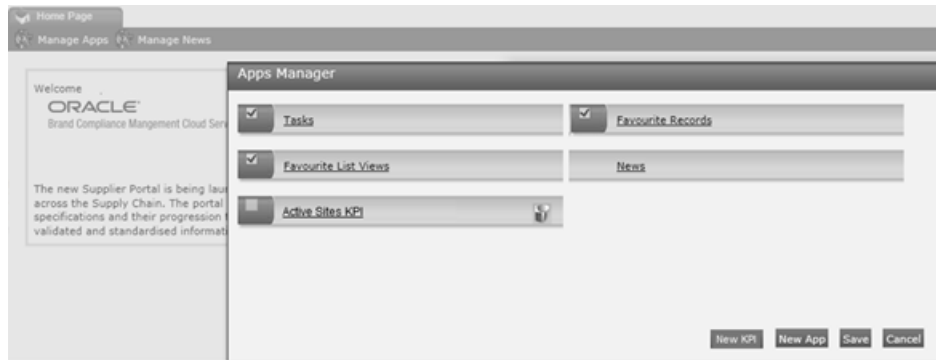 Home Page
Manage Apps Manage News
Apps Manager
Welcome
ORACLE
Brand Compliance Mangement Cloud Serv
Tasks
Favourite Records
Favourite List Views
News
The new Supplier Portal is being laun
across the Supply Chain. The portal
specifications and their progression t
validated and standardised informati
Active Sites KPI
New KPI New App Save Cancel